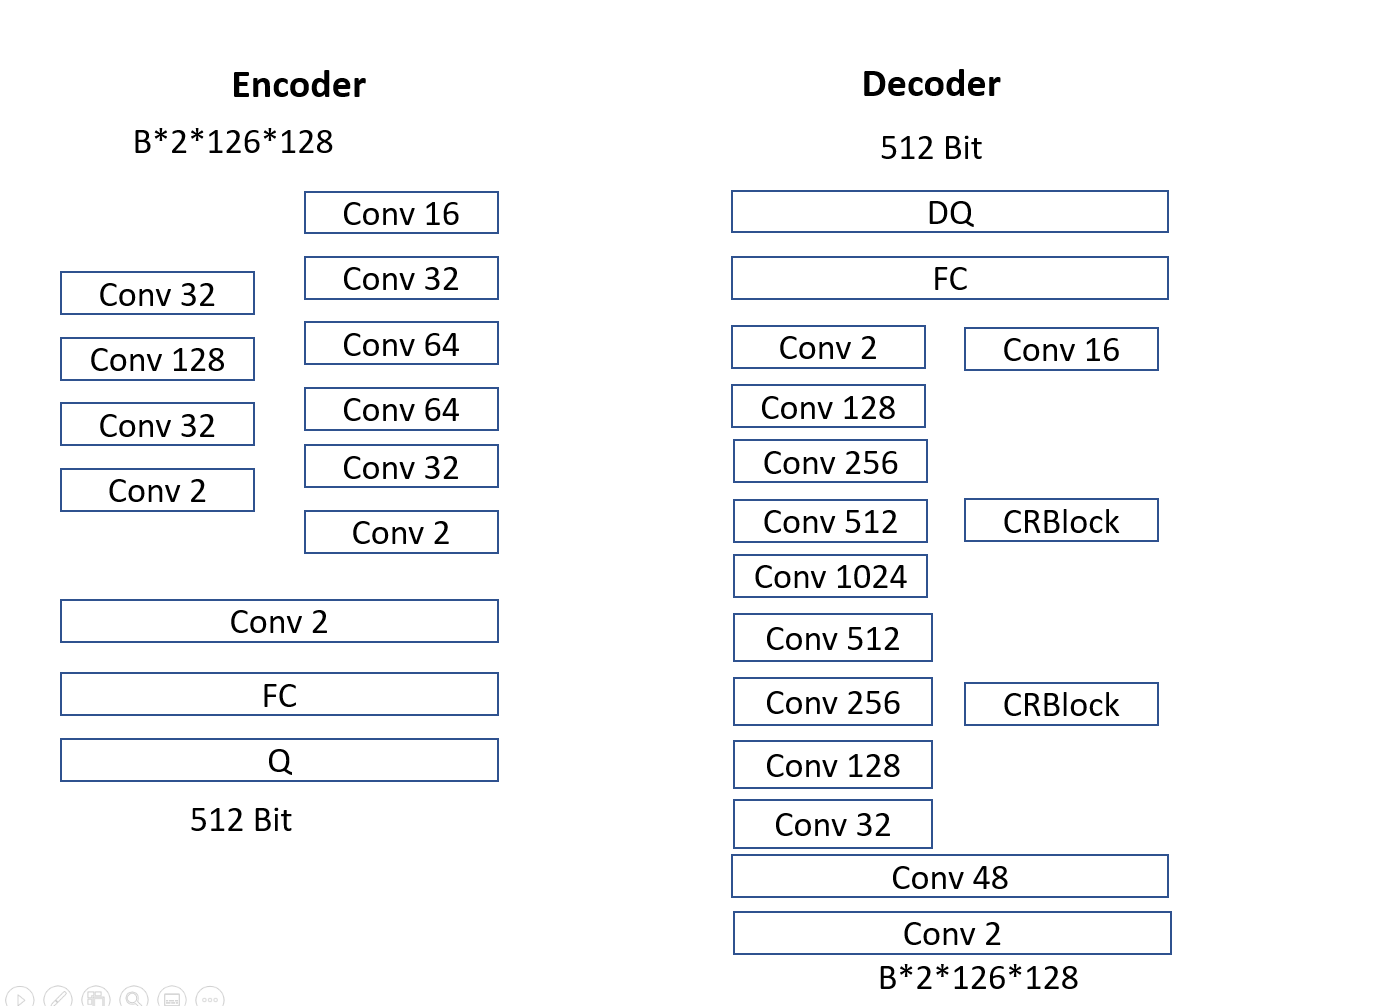 Encoder
B*2*126*128
Conv 16
Conv 32
Conv 64
Conv 64
Conv 32
Conv 2
Conv 32
Conv 128
Conv 32
Conv 2
Conv 2
FC
Q
512 Bit
Decoder
512 Bit
DQ
FC
Conv 2
Conv 128
Conv 256
Conv 512
Conv 1024
Conv 512
Conv 256
Conv 128
Conv 32
Conv 16
CRBlock
CRBlock
Conv 48
Conv 2
B*2*126*128